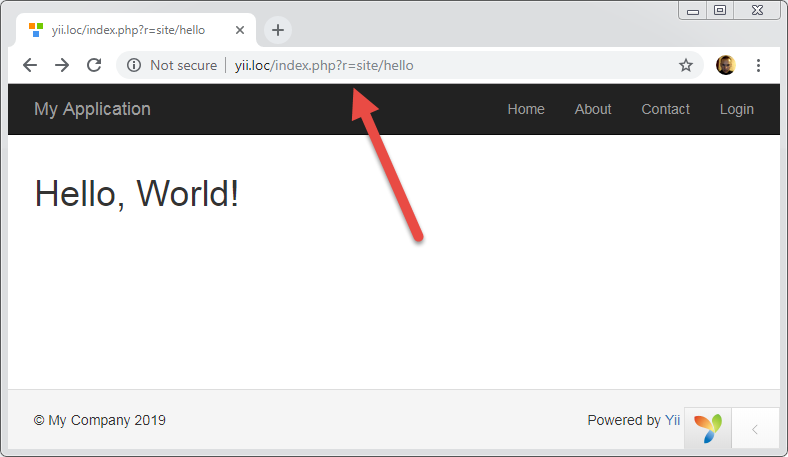 yii.loc/index.php?r=site/hello
Not secure yii.loc/index.php?r=site/hello
My Application Home About Contact Login
Hello, World!
© My Company 2019 Powered by Yii